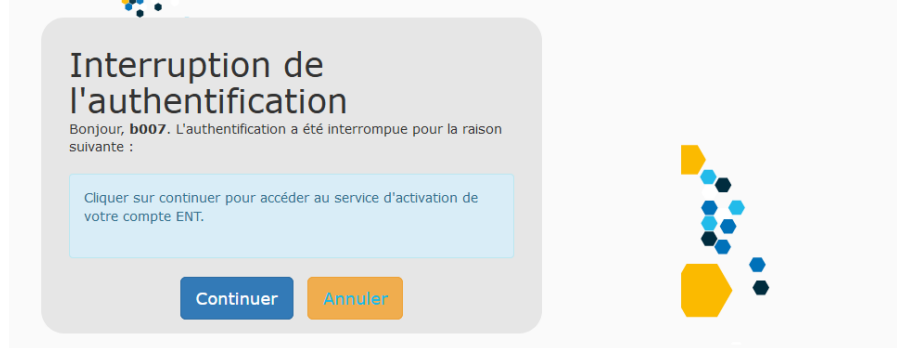 Interruption de
l'authentification
Bonjour, b007. L'authentification a été interrompue pour la raison
suivante :
Cliquer sur continuer pour accéder au service d'activation de
votre compte ENT.
Continuer
Annuler